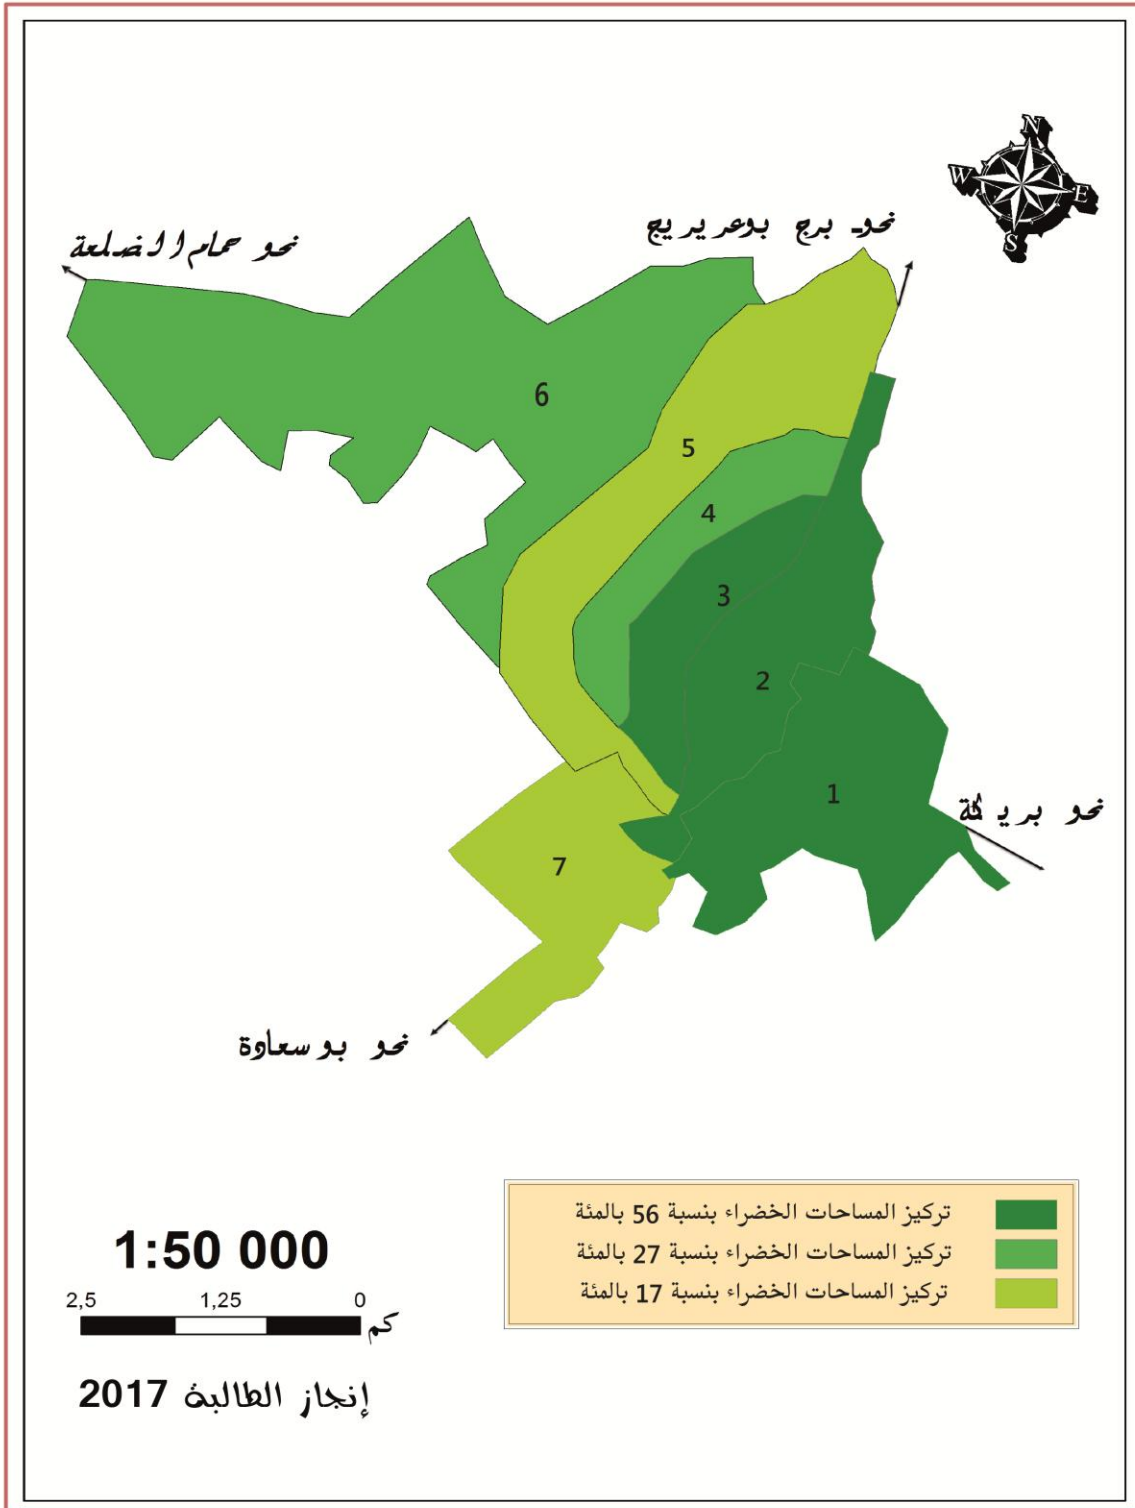 N
W
E
S
نحو برج بوعريريج
نحو حمام الضلعة
6
5
4
3
2
1
نحو بريكة
7
نحو بوسعادة
تركيز المساحات الخضراء بنسبة 56 بالمئة
تركيز المساحات الخضراء بنسبة 27 بالمئة
تركيز المساحات الخضراء بنسبة 17 بالمئة
1:50 000
2,5 1,25 0
كم
إنجاز الطالبة 2017